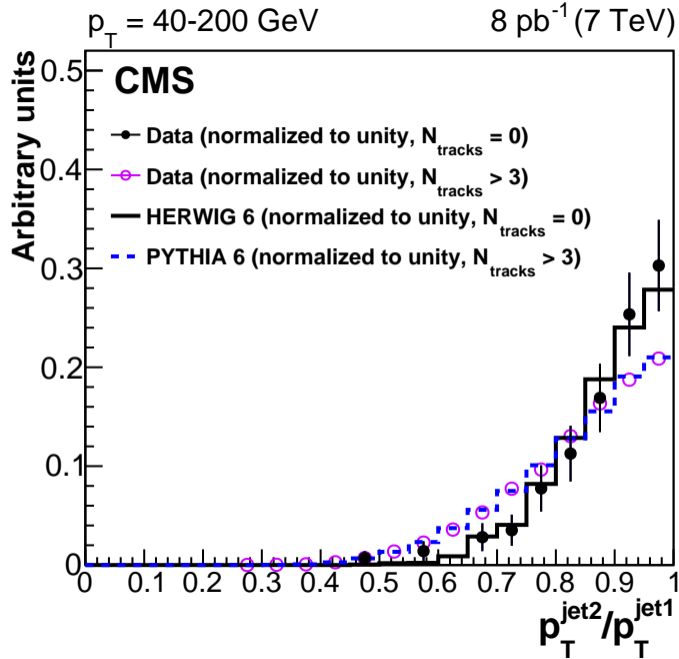 p_T = 40-200 GeV 8 pb⁻¹ (7 TeV)
CMS
Data (normalized to unity, N_tracks = 0)
Data (normalized to unity, N_tracks > 3)
HERWIG 6 (normalized to unity, N_tracks = 0)
PYTHIA 6 (normalized to unity, N_tracks > 3)
Arbitrary units
0.5
0.4
0.3
0.2
0.1
0
0 0.1 0.2 0.3 0.4 0.5 0.6 0.7 0.8 0.9 1
p_T^jet2/p_T^jet1